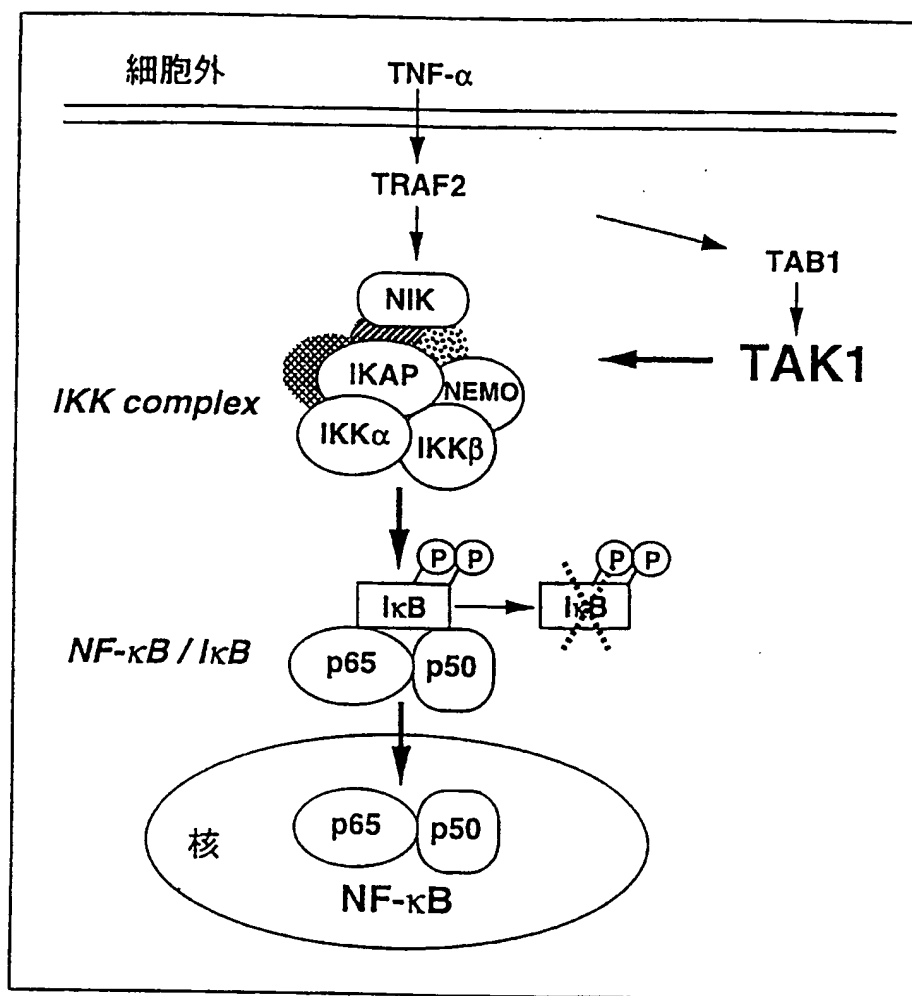 細胞外
TNF-α
TRAF2
TAB1
NIK
TAK1
IKAP
NEMO
IKK complex
IKKα
IKKβ
P P
P P
IκB
IκB
NF-κB / IκB
p65
p50
p65
p50
核
NF-κB